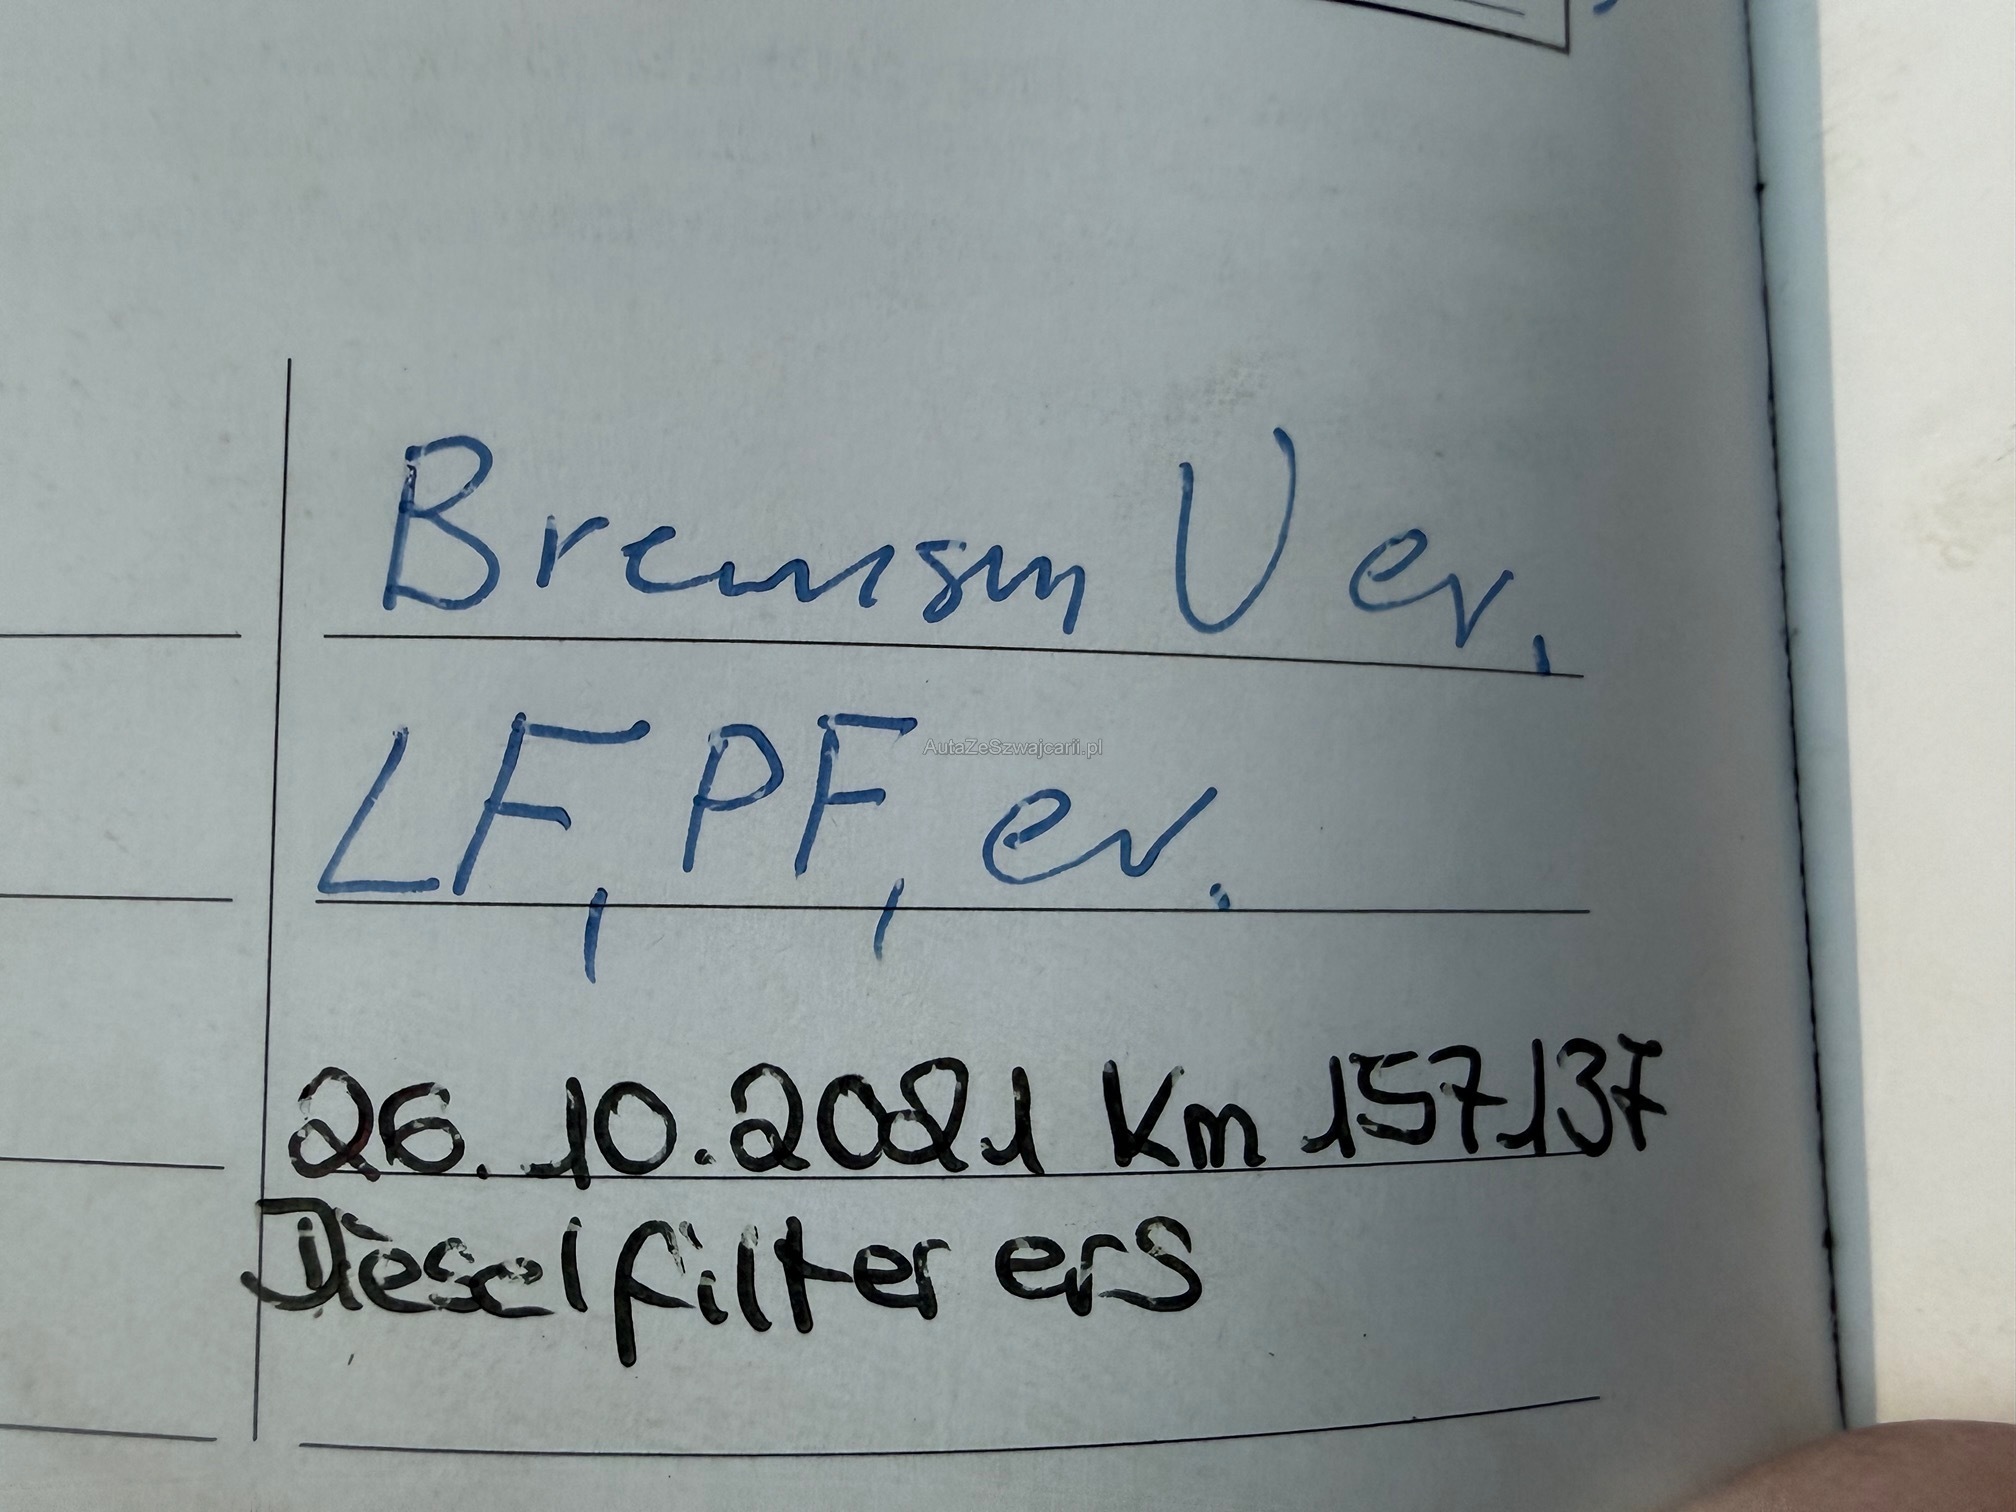 Bremsen Ver,
LF, PF, er.
AutaZeSzwajcarii.pl
26.10.2021 Km 157137
Dieselfilter ers